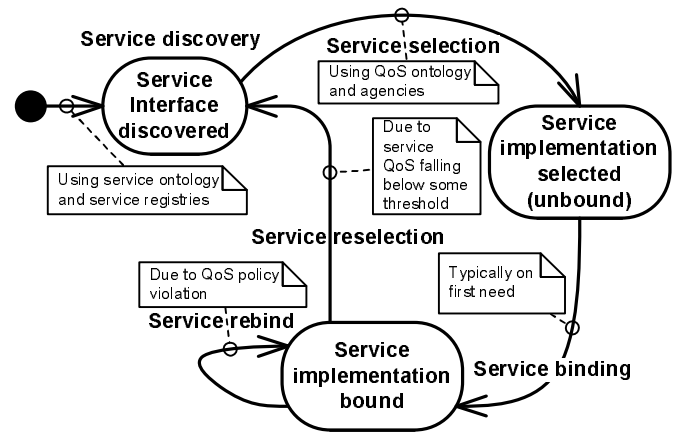 Service discovery
Service selection
Service
Interface
discovered
Using QoS ontology
and agencies
Service
implementation
selected
(unbound)
Due to
service
QoS falling
below some
threshold
Using service ontology
and service registries
Service reselection
Due to QoS policy
violation
Typically on
first need
Service rebind
Service
implementation
bound
Service binding